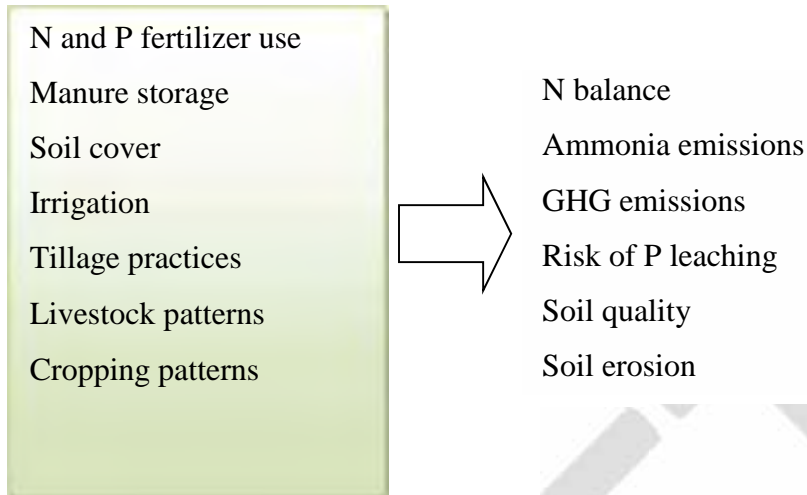 N and P fertilizer use
Manure storage
Soil cover
Irrigation
Tillage practices
Livestock patterns
Cropping patterns
N balance
Ammonia emissions
GHG emissions
Risk of P leaching
Soil quality
Soil erosion